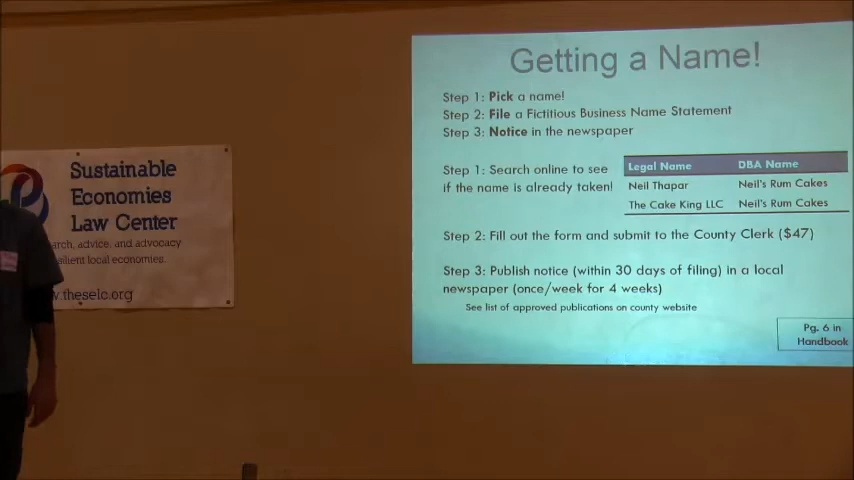 Sustainable
Economies
Law Center
arch, advice, and advocacy
silient local economies.
w.theselc.org
Getting a Name!
Step 1: Pick a name!
Step 2: File a Fictitious Business Name Statement
Step 3: Notice in the newspaper
Step 1: Search online to see
if the name is already taken!
Legal Name DBA Name
Neil Thapar Neil's Rum Cakes
The Cake King LLC Neil's Rum Cakes
Step 2: Fill out the form and submit to the County Clerk ($47)
Step 3: Publish notice (within 30 days of filing) in a local
newspaper (once/week for 4 weeks)
See list of approved publications on county website
Pg. 6 in
Handbook